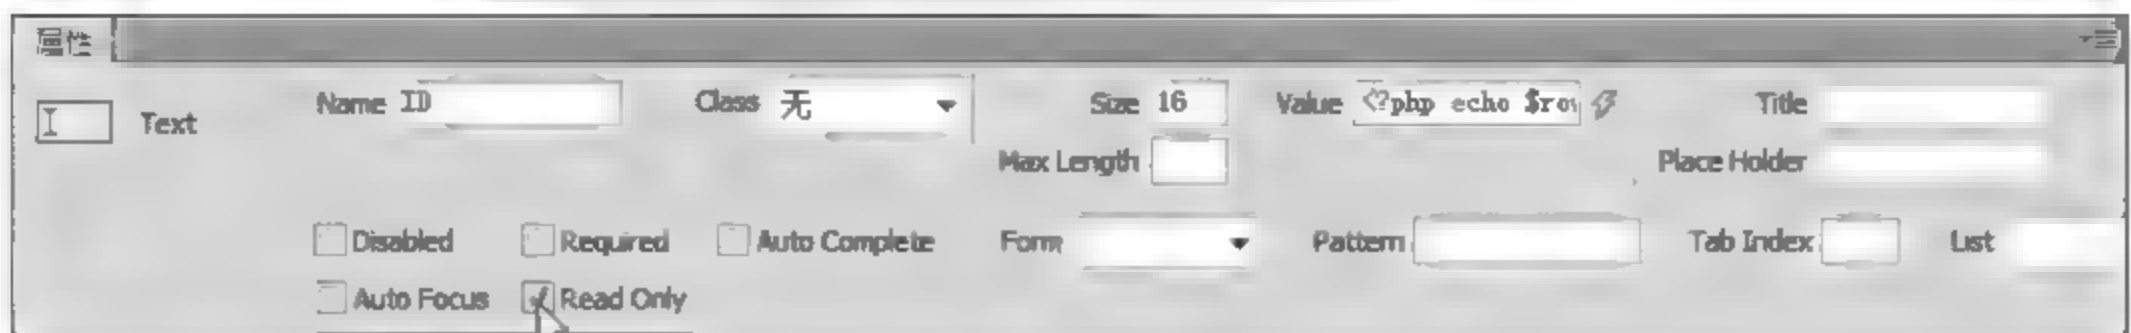 属性
Name ID Class 无 Size 16 Value <?php echo $row Title
Text
Max Length Place Holder
Disabled Required Auto Complete Form Pattern Tab Index List
Auto Focus Read Only